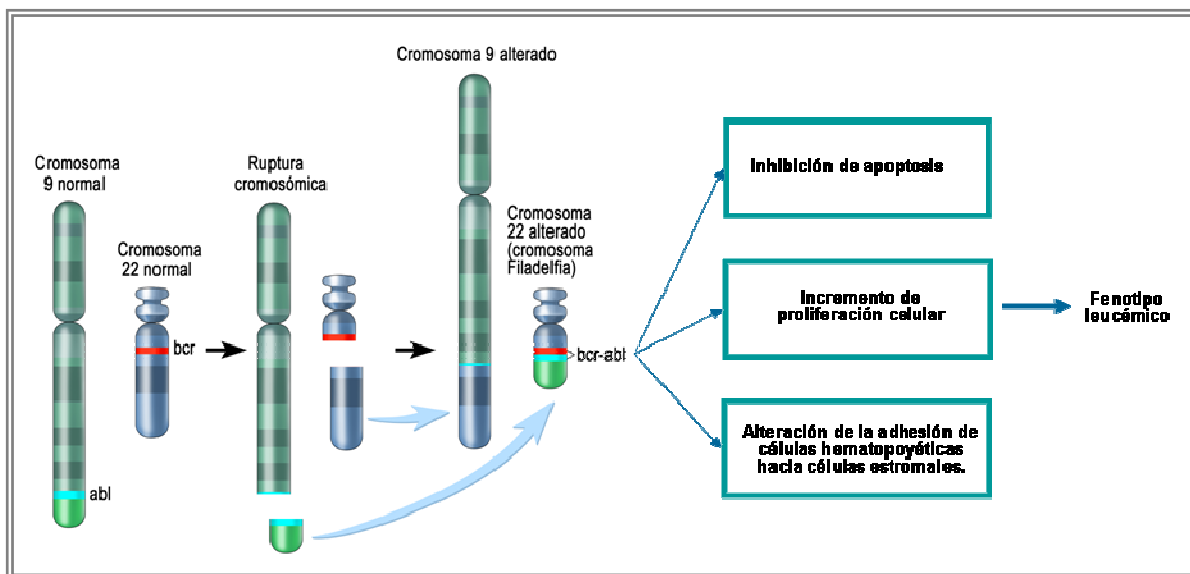 Cromosoma
9 normal
Cromosoma
22 normal
bcr
abl
Ruptura
cromosómica
Cromosoma 9 alterado
Cromosoma
22 alterado
(cromosoma
Filadelfia)
bcr-abl
Inhibición de apoptosis
Incremento de
proliferación celular
Alteración de la adhesión de
células hematopoyéticas
hacia células estromales.
Fenotipo
leucémico